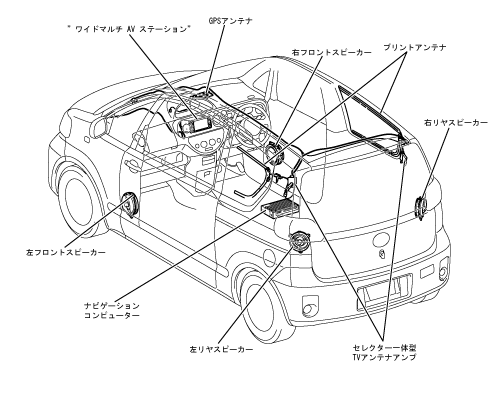 GPSアンテナ
" ワイドマルチ AV ステーション"
右フロントスピーカー
プリントアンテナ
右リヤスピーカー
左フロントスピーカー
ナビゲーション
コンピューター
左リヤスピーカー
セレクター一体型
TVアンテナアンプ